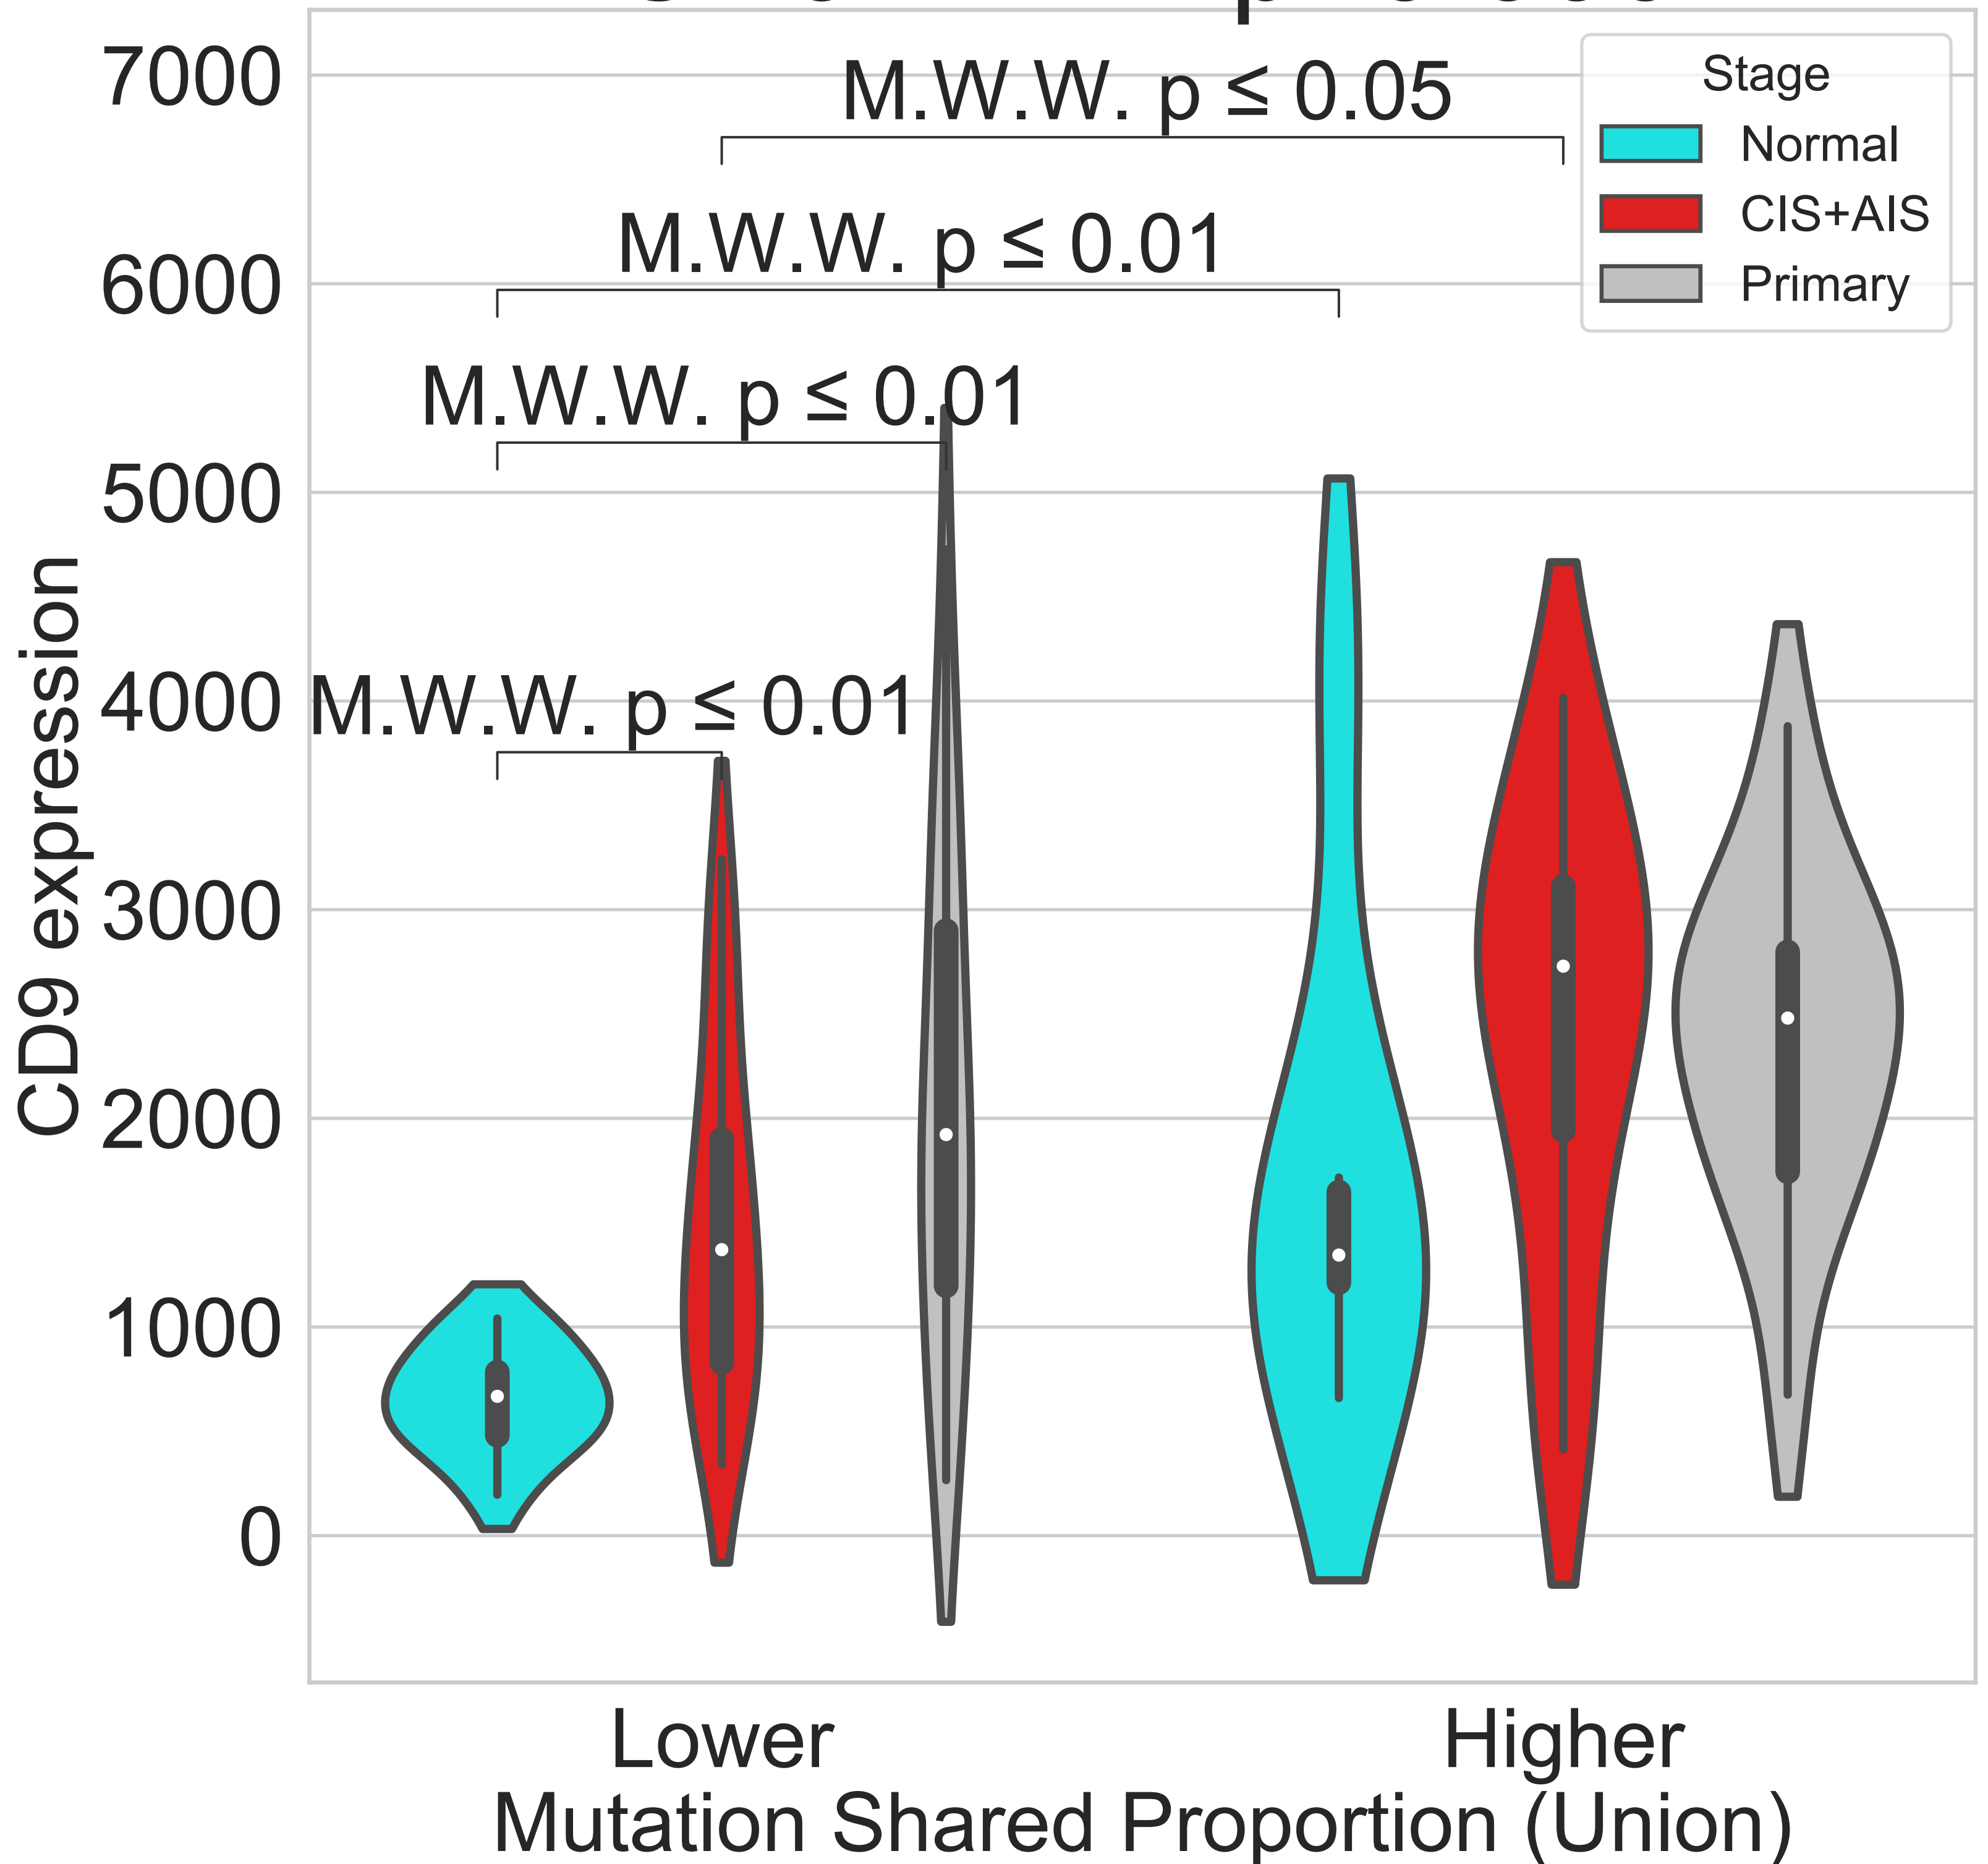 7000
6000
5000
4000
3000
2000
1000
0
CD9 expression
M.W.W. p ≤ 0.05
M.W.W. p ≤ 0.01
M.W.W. p ≤ 0.01
M.W.W. p ≤ 0.01
Stage
Normal
CIS+AIS
Primary
Lower
Higher
Mutation Shared Proportion (Union)